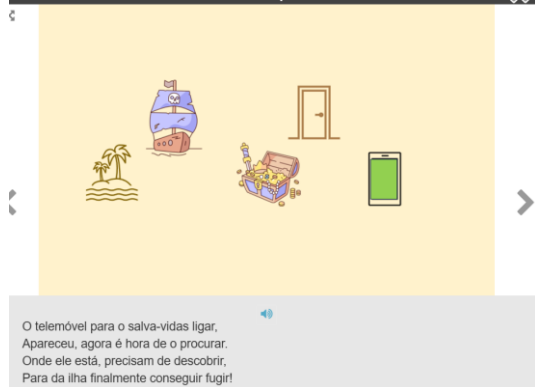 O telemóvel para o salva-vidas ligar,
Apareceu, agora é hora de o procurar.
Onde ele está, precisam de descobrir,
Para da ilha finalmente conseguir fugir!